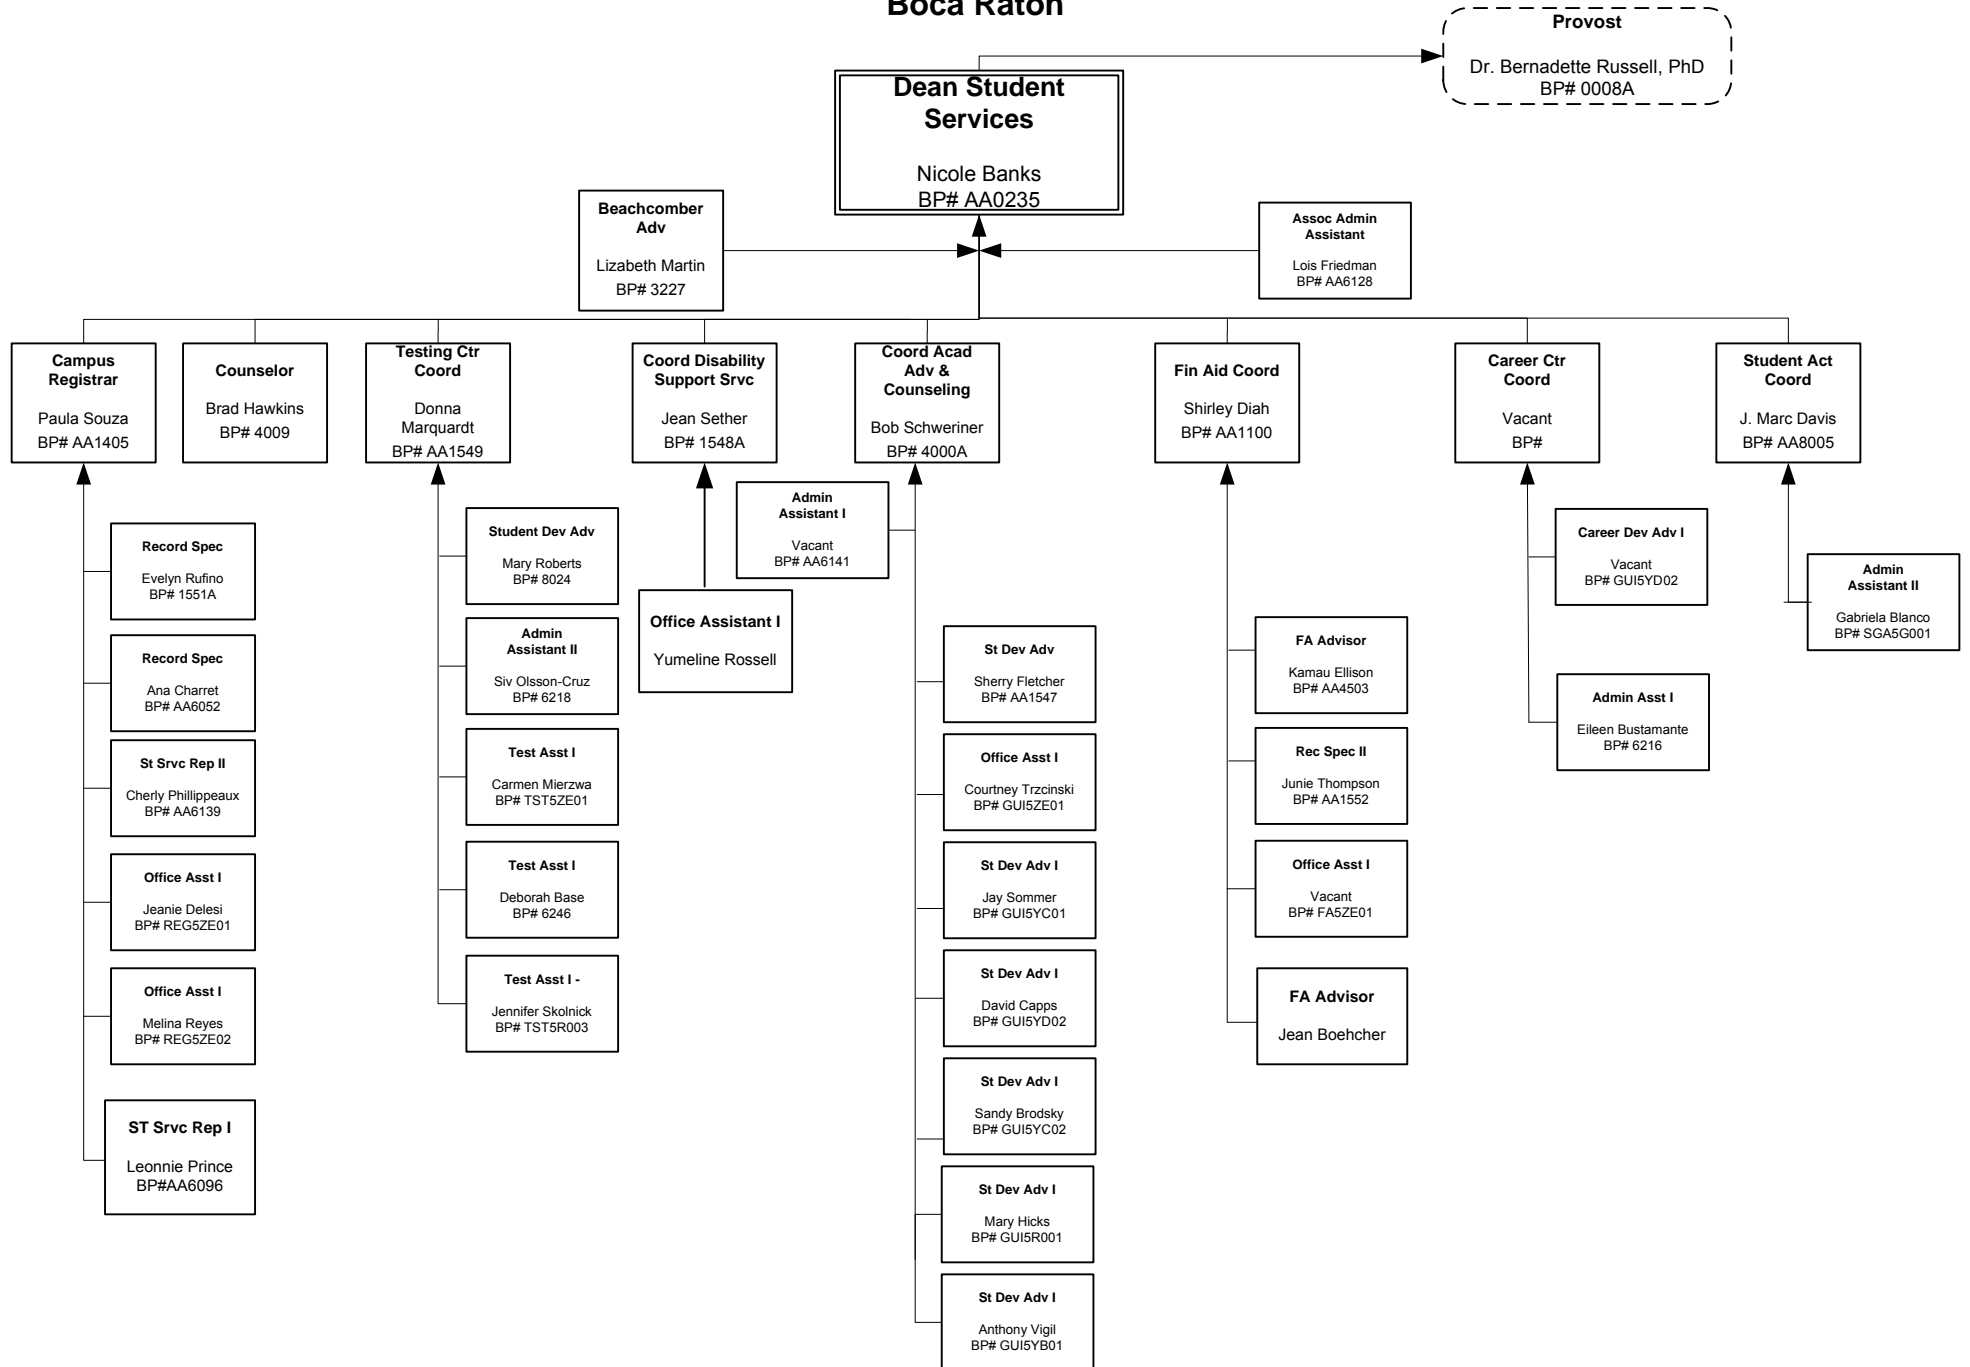 Boca Raton
Provost
Dr. Bernadette Russell, PhD
BP# 0008A
Dean Student
Services
Nicole Banks
BP# AA0235
Beachcomber
Adv
Lizabeth Martin
BP# 3227
Assoc Admin
Assistant
Lois Friedman
BP# AA6128
Campus
Registrar
Paula Souza
BP# AA1405
Counselor
Brad Hawkins
BP# 4009
Testing Ctr
Coord
Donna
Marquardt
BP# AA1549
Coord Disability
Support Srvc
Jean Sether
BP# 1548A
Coord Acad
Adv &
Counseling
Bob Schweriner
BP# 4000A
Fin Aid Coord
Shirley Diah
BP# AA1100
Career Ctr
Coord
Vacant
BP#
Student Act
Coord
J. Marc Davis
BP# AA8005
Record Spec
Evelyn Rufino
BP# 1551A
Record Spec
Ana Charret
BP# AA6052
St Srvc Rep II
Cherly Phillippeaux
BP# AA6139
Office Asst I
Jeanie Delesi
BP# REG5ZE01
Office Asst I
Melina Reyes
BP# REG5ZE02
ST Srvc Rep I
Leonnie Prince
BP#AA6096
Student Dev Adv
Mary Roberts
BP# 8024
Admin
Assistant II
Siv Olsson-Cruz
BP# 6218
Test Asst I
Carmen Mierzwa
BP# TST5ZE01
Test Asst I
Deborah Base
BP# 6246
Test Asst I -
Jennifer Skolnick
BP# TST5R003
Office Assistant I
Yumeline Rossell
Admin
Assistant I
Vacant
BP# AA6141
St Dev Adv
Sherry Fletcher
BP# AA1547
Office Asst I
Courtney Trzcinski
BP# GUI5ZE01
St Dev Adv I
Jay Sommer
BP# GUI5YC01
St Dev Adv I
David Capps
BP# GUI5YD02
St Dev Adv I
Sandy Brodsky
BP# GUI5YC02
St Dev Adv I
Mary Hicks
BP# GUI5R001
St Dev Adv I
Anthony Vigil
BP# GUI5YB01
FA Advisor
Kamau Ellison
BP# AA4503
Rec Spec II
Junie Thompson
BP# AA1552
Office Asst I
Vacant
BP# FA5ZE01
FA Advisor
Jean Boehcher
Career Dev Adv I
Vacant
BP# GUI5YD02
Admin Asst I
Eileen Bustamante
BP# 6216
Admin
Assistant II
Gabriela Blanco
BP# SGA5G001